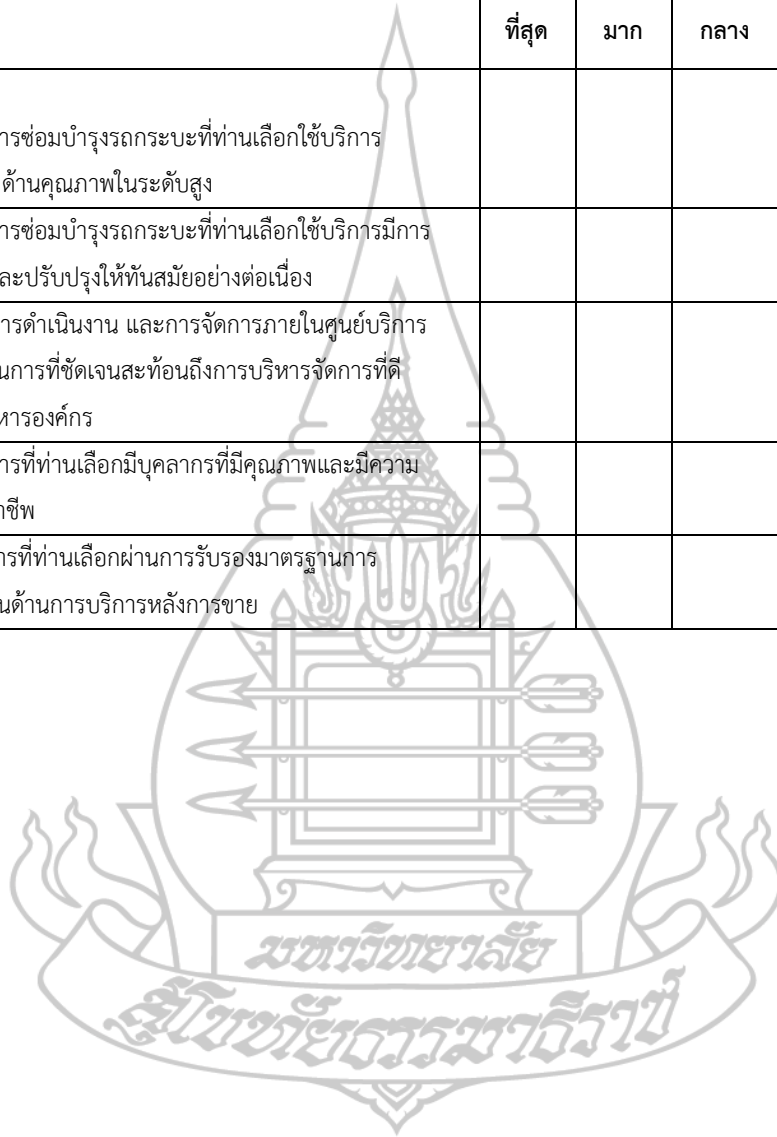 ที่สุด มาก กลาง
ารซ่อมบำรุงรถกระบะที่ท่านเลือกใช้บริการ
ด้านคุณภาพในระดับสูง
ารซ่อมบำรุงรถกระบะที่ท่านเลือกใช้บริการมีการ
ละปรับปรุงให้ทันสมัยอย่างต่อเนื่อง
ารดำเนินงาน และการจัดการภายในศูนย์บริการ
นการที่ชัดเจนสะท้อนถึงการบริหารจัดการที่ดี
หารองค์กร
ารที่ท่านเลือกมีบุคลากรที่มีคุณภาพและมีความ
าชีพ
ารที่ท่านเลือกผ่านการรับรองมาตรฐานการ
นด้านการบริการหลังการขาย
มหาวิทยาลัย
สุโขทัยธรรมาธิราช